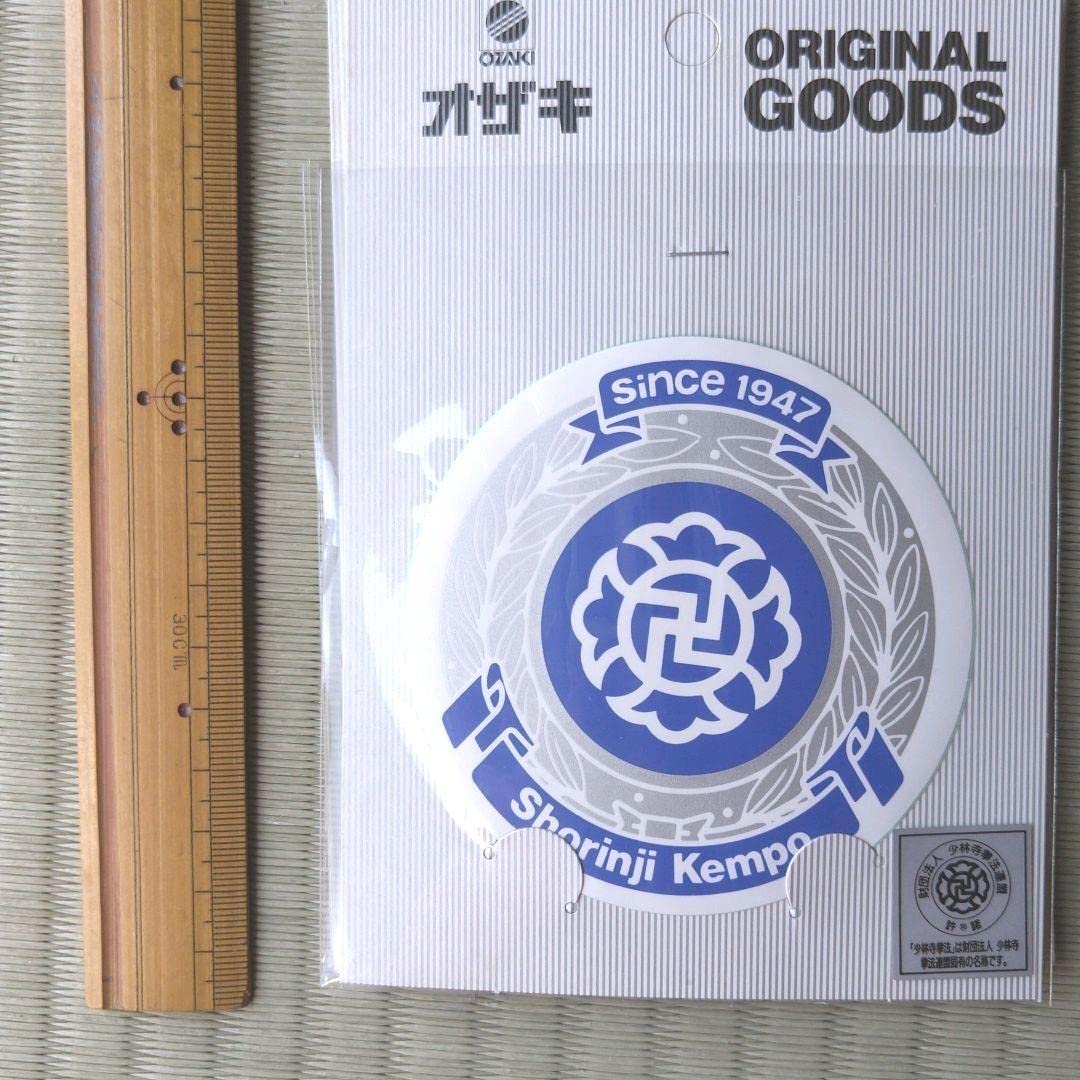 OZAKI
オザキ
ORIGINAL
GOODS
Since 1947
Shorinji Kempo
30cm
財団法人 少林寺拳法連盟
許諾
「少林寺拳法」は財団法人 少林寺
拳法連盟固有の名称です。